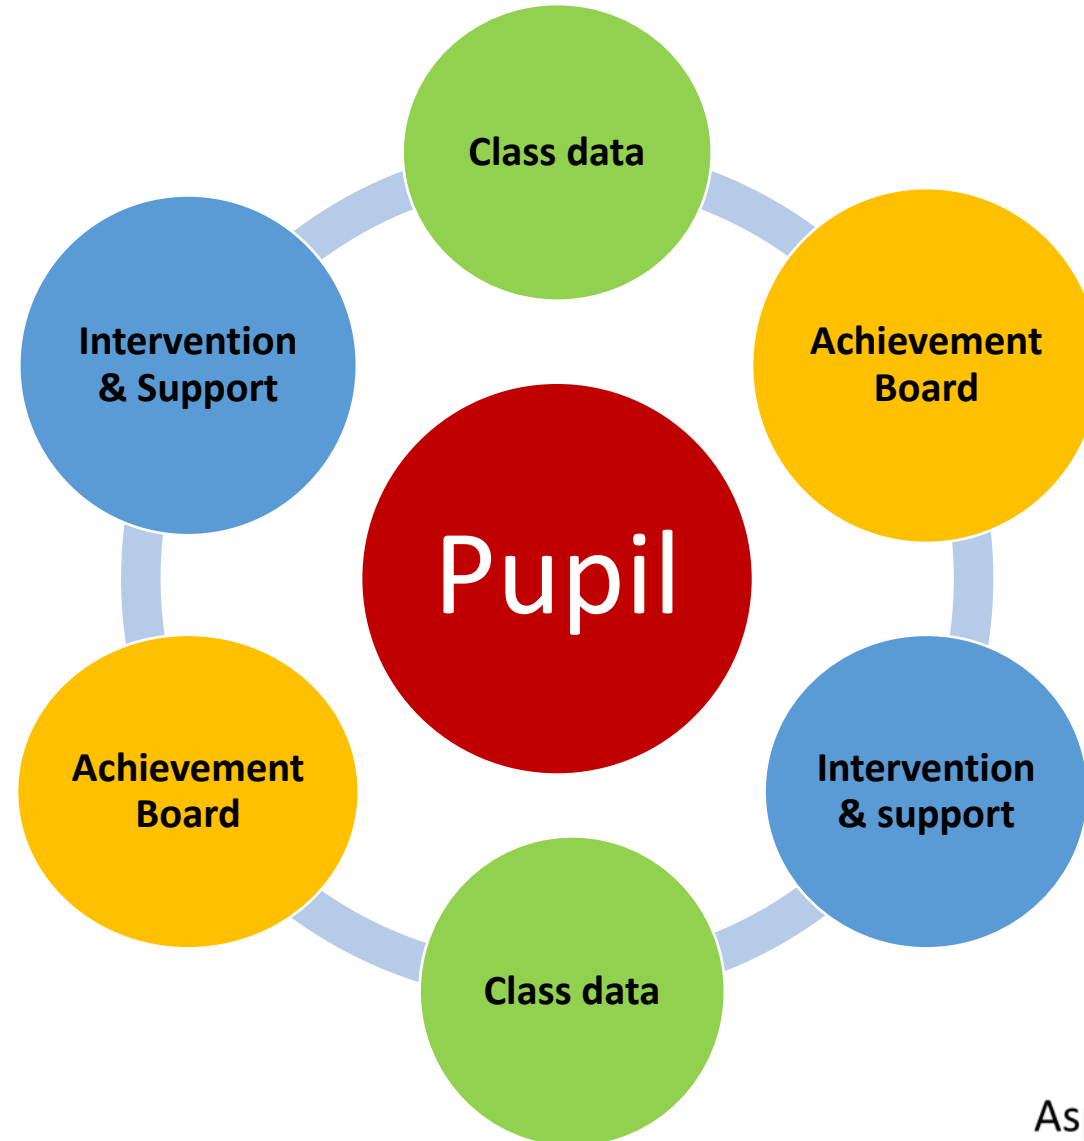 Class data
Intervention
& Support
Achievement
Board
Pupil
Achievement
Board
Intervention
& support
Class data